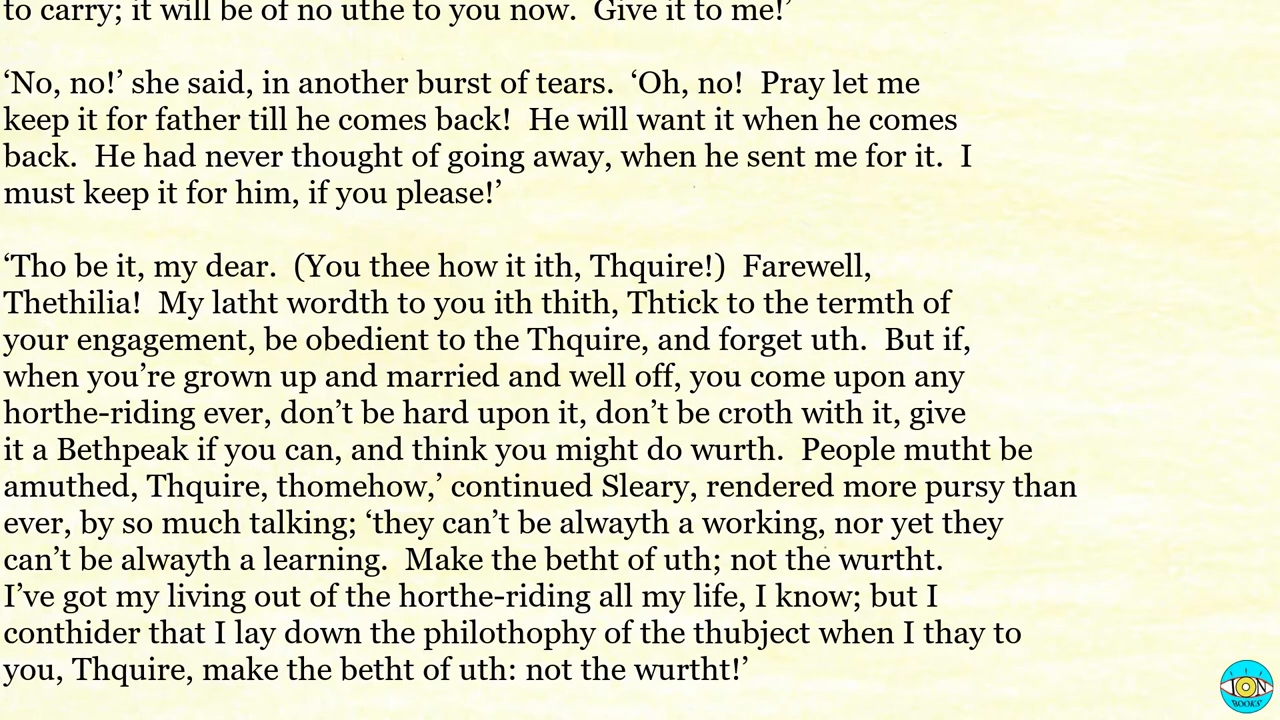 to carry; it will be of no uthe to you now.  Give it to me!’
‘No, no!’ she said, in another burst of tears.  ‘Oh, no!  Pray let me
keep it for father till he comes back!  He will want it when he comes
back.  He had never thought of going away, when he sent me for it.  I
must keep it for him, if you please!’
‘Tho be it, my dear.  (You thee how it ith, Thquire!)  Farewell,
Thethilia!  My latht wordth to you ith thith, Thtick to the termth of
your engagement, be obedient to the Thquire, and forget uth.  But if,
when you’re grown up and married and well off, you come upon any
horthe-riding ever, don’t be hard upon it, don’t be croth with it, give
it a Bethpeak if you can, and think you might do wurth.  People mutht be
amuthed, Thquire, thomehow,’ continued Sleary, rendered more pursy than
ever, by so much talking; ‘they can’t be alwayth a working, nor yet they
can’t be alwayth a learning.  Make the betht of uth; not the wurtht.
I’ve got my living out of the horthe-riding all my life, I know; but I
conthider that I lay down the philothophy of the thubject when I thay to
you, Thquire, make the betht of uth: not the wurtht!’
ION
BOOKS